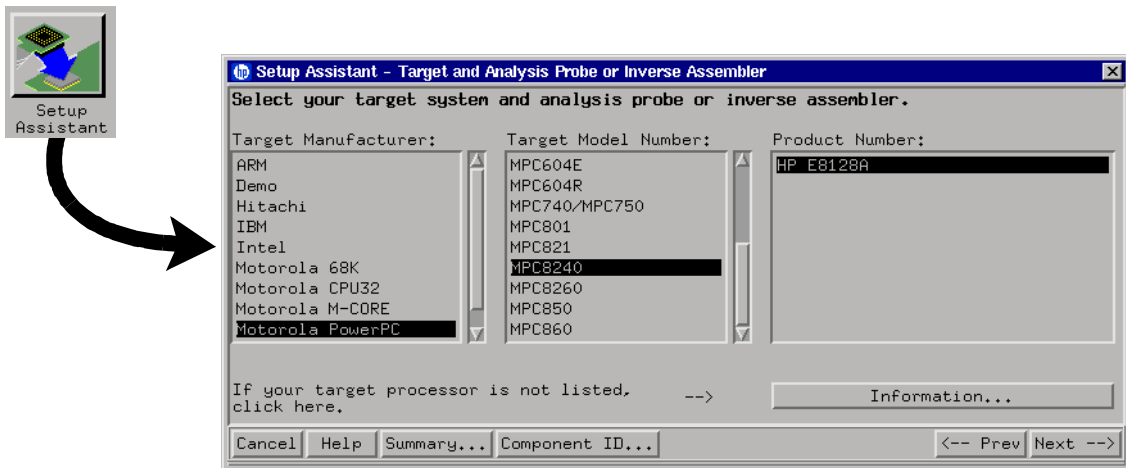 Setup
Assistant
hp Setup Assistant - Target and Analysis Probe or Inverse Assembler
Select your target system and analysis probe or inverse assembler.
Target Manufacturer:
ARM
Demo
Hitachi
IBM
Intel
Motorola 68K
Motorola CPU32
Motorola M-CORE
Motorola PowerPC
Target Model Number:
MPC604E
MPC604R
MPC740/MPC750
MPC801
MPC821
MPC8240
MPC8260
MPC850
MPC860
Product Number:
HP E8128A
If your target processor is not listed,
click here.
-->
Information...
Cancel Help Summary... Component ID... <-- Prev Next -->